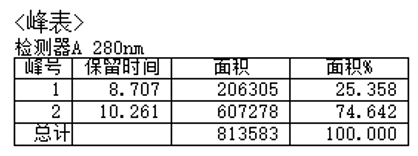 <峰表>
检测器A 280nm
峰号 保留时间 面积 面积%
1 8.707 206305 25.358
2 10.261 607278 74.642
总计 813583 100.000